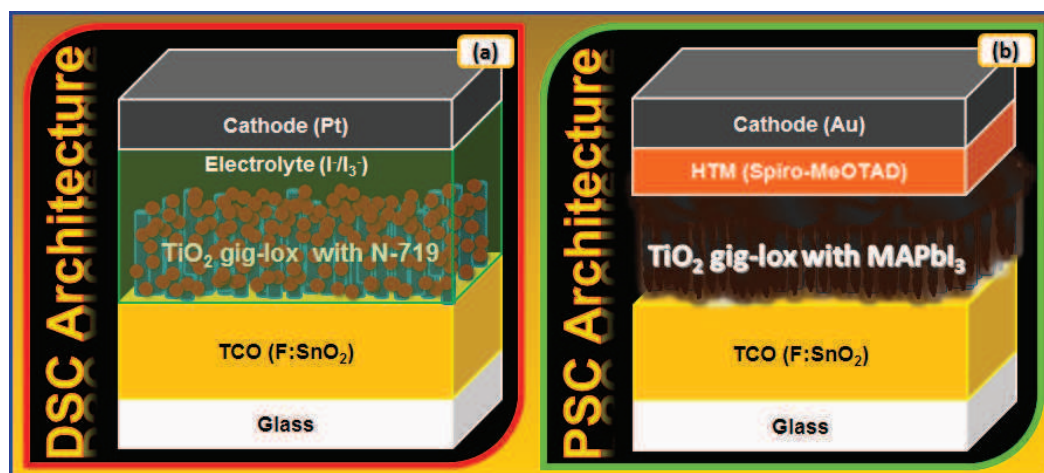 DSC Architecture
(a)
Cathode (Pt)
Electrolyte (I-/I3-)
TiO2 gig-lox with N-719
TCO (F:SnO2)
Glass
PSC Architecture
(b)
Cathode (Au)
HTM (Spiro-MeOTAD)
TiO2 gig-lox with MAPbI3
TCO (F:SnO2)
Glass